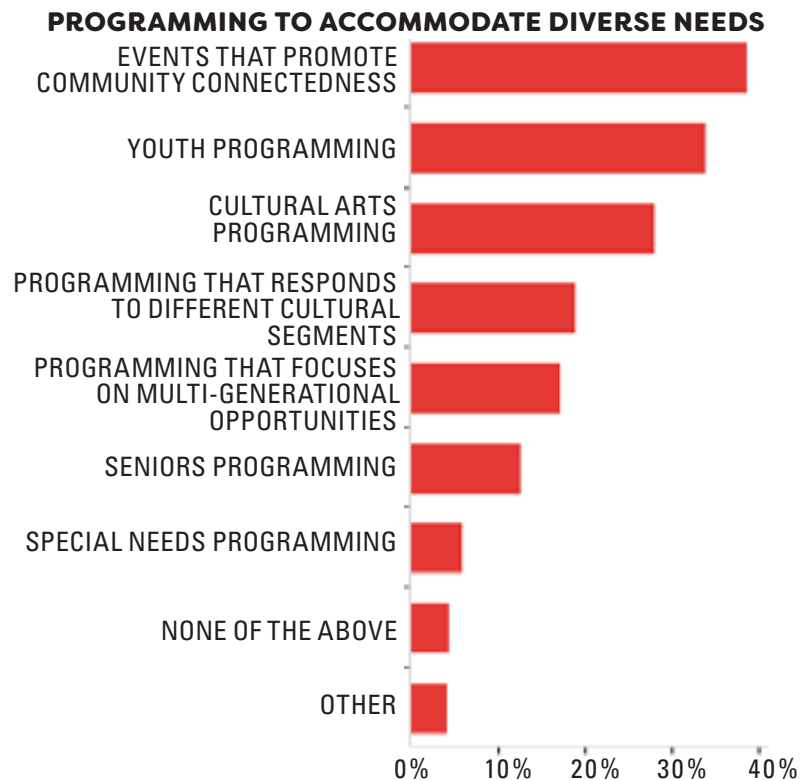 PROGRAMMING TO ACCOMMODATE DIVERSE NEEDS
EVENTS THAT PROMOTE
COMMUNITY CONNECTEDNESS
YOUTH PROGRAMMING
CULTURAL ARTS
PROGRAMMING
PROGRAMMING THAT RESPONDS
TO DIFFERENT CULTURAL
SEGMENTS
PROGRAMMING THAT FOCUSES
ON MULTI-GENERATIONAL
OPPORTUNITIES
SENIORS PROGRAMMING
SPECIAL NEEDS PROGRAMMING
NONE OF THE ABOVE
OTHER
0% 10% 20% 30% 40%